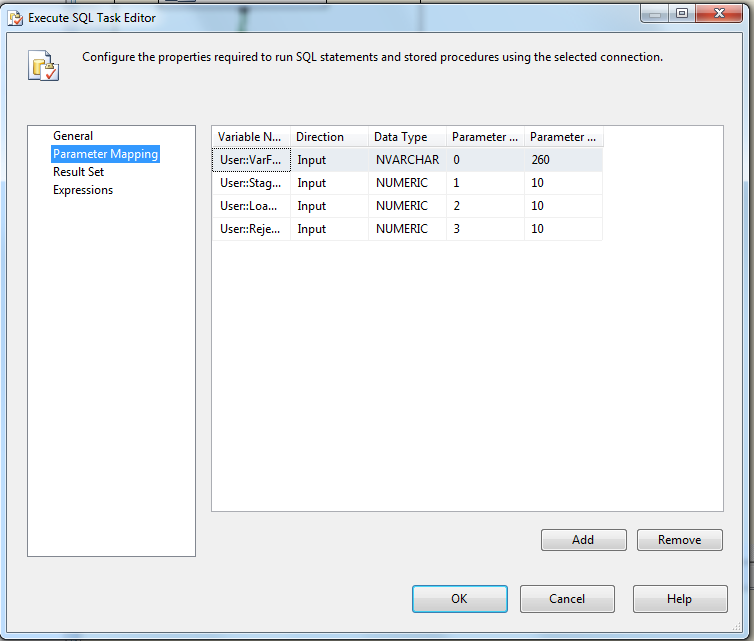 Execute SQL Task Editor
Configure the properties required to run SQL statements and stored procedures using the selected connection.
General
Parameter Mapping
Result Set
Expressions
Variable N... Direction Data Type Parameter ... Parameter ...
User::VarF... Input NVARCHAR 0 260
User::Stag... Input NUMERIC 1 10
User::Loa... Input NUMERIC 2 10
User::Reje... Input NUMERIC 3 10
Add Remove
OK Cancel Help